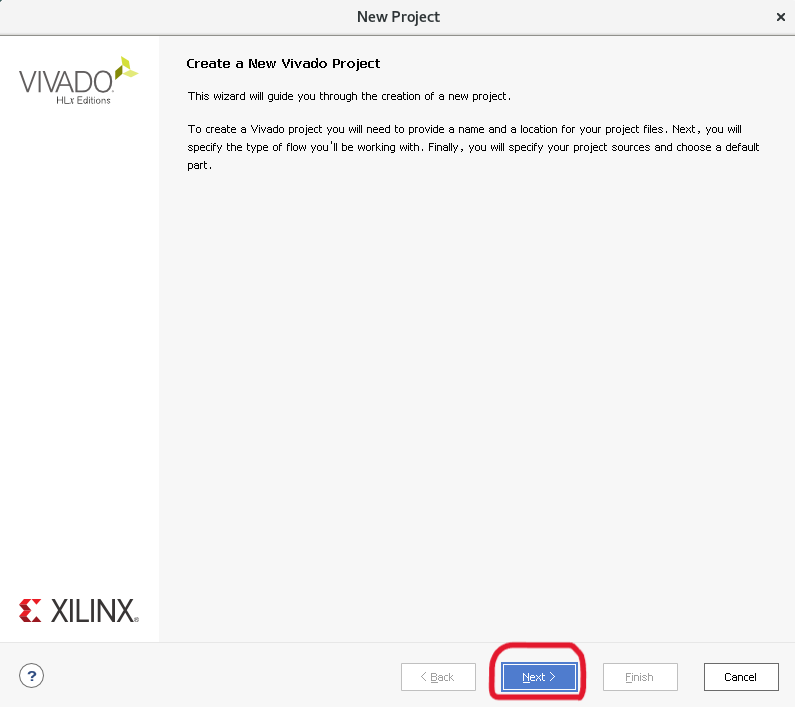 New Project
×
VIVADO.
HLx Editions
Create a New Vivado Project
This wizard will guide you through the creation of a new project.
To create a Vivado project you will need to provide a name and a location for your project files. Next, you will
specify the type of flow you'll be working with. Finally, you will specify your project sources and choose a default
part.
XILINX®
?
< Back
Next >
Finish
Cancel